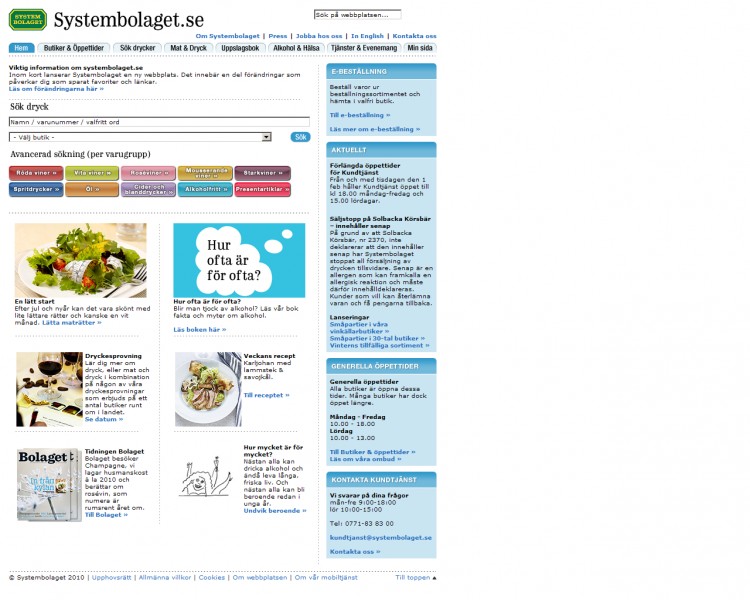 SYSTEM
BOLAGET
Systembolaget.se
Sök på webbplatsen...
Om Systembolaget | Press | Jobba hos oss | In English | Kontakta oss
Hem Butiker & Öppettider Sök drycker Mat & Dryck Uppslagsbok Alkohol & Hälsa Tjänster & Evenemang Min sida
Viktig information om systembolaget.se
Inom kort lanserar Systembolaget en ny webbplats. Det innebär en del förändringar som
påverkar dig som sparat favoriter och länkar.
Läs om förändringarna här »
Sök dryck
Namn / varunummer / valfritt ord
- Välj butik -
Sök
Avancerad sökning (per varugrupp)
Röda viner » Vita viner » Roséviner » Mousserande viner » Starkviner »
Spritdrycker » Öl » Cider och blanddrycker » Alkoholfritt » Presentartiklar »
En lätt start
Efter jul och nyår kan det vara skönt med
lite lättare rätter och kanske en vit
månad. Lätta maträtter »
Hur
ofta är
för ofta?
Hur ofta är för ofta?
Blir man tjock av alkohol? Läs vår bok
fakta och myter om alkohol.
Läs boken här »
Dryckesprovning
Lär dig mer om
dryck, eller mat och
dryck i kombination
på någon av våra
dryckesprovningar
som erbjuds på ett
antal butiker runt
om i landet.
Se datum »
Veckans recept
Karljohan med
lammstek &
savojkål.
Till receptet »
Bolaget
Tidningen Bolaget
Bolaget besöker
Champagne, vi
lagar husmanskost
à la 2010 och
berättar om
rosévin, som
numera är
rumsrent året om.
Till Bolaget »
Hur mycket är för
mycket?
Nästan alla kan
dricka alkohol och
ändå leva långa,
friska liv. Och
nästan alla kan bli
beroende redan i
unga år.
Undvik beroende »
E-BESTÄLLNING
Beställ varor ur
beställningssortimentet och
hämta i valfri butik.
Till e-beställning »
Läs mer om e-beställning »
AKTUELLT
Förlängda öppettider
för Kundtjänst
Från och med tisdagen den 1
feb håller Kundtjänst öppet till
kl 18.00 måndag-fredag och
15.00 lördagar.
Säljstopp på Solbacka Körsbär
– innehåller senap
På grund av att Solbacka
Körsbär, nr 2370, inte
deklarerar att den innehåller
senap har Systembolaget
stoppat all försäljning av
drycken tillsvidare. Senap är en
allergen som kan framkalla en
allergisk reaktion och måste
därför innehålldeklareras.
Kunder som vill kan återlämna
varan och få pengarna tillbaka.
Lanseringar
Småpartier i våra
vinkällarbutiker »
Småpartier i 30-tal butiker »
Vinterns tillfälliga sortiment »
GENERELLA ÖPPETTIDER
Generella öppettider
Alla butiker är öppna dessa
tider. Många butiker har dock
öppet längre.
Måndag - Fredag
10.00 - 18.00
Lördag
10.00 - 13.00
Till Butiker & öppettider »
Läs om våra ombud »
KONTAKTA KUNDTJÄNST
Vi svarar på dina frågor
mån-fre 9:00-18:00
lör 10:00-15:00
Tel: 0771-83 83 00
kundtjanst@systembolaget.se
Kontakta oss »
© Systembolaget 2010 | Upphovsrätt | Allmänna villkor | Cookies | Om webbplatsen | Om vår mobiltjänst
Till toppen